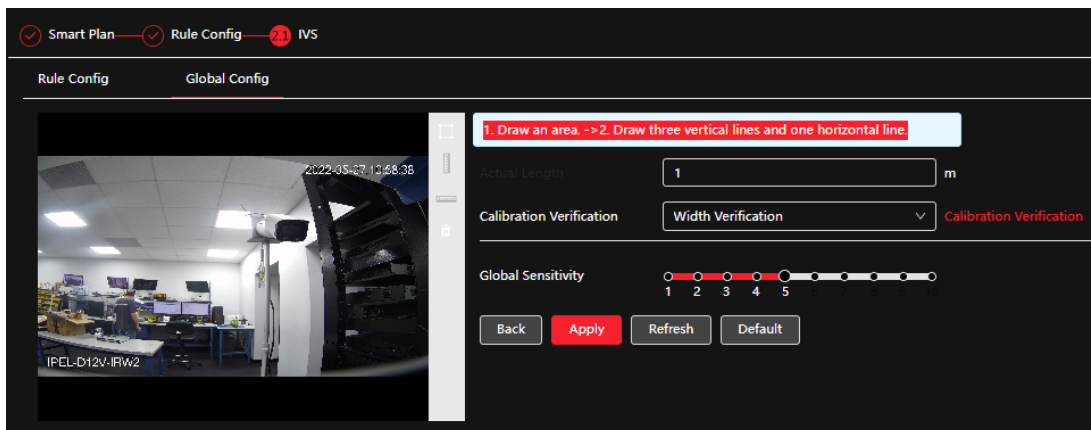 Smart Plan Rule Config 2.1 IVS
Rule Config Global Config
1. Draw an area. ->2. Draw three vertical lines and one horizontal line.
2022-05-27 13:58:38
Actual Length 1 m
Calibration Verification Width Verification Calibration Verification
Global Sensitivity
1 2 3 4 5
Back Apply Refresh Default
IPEL-D12V-IRW2